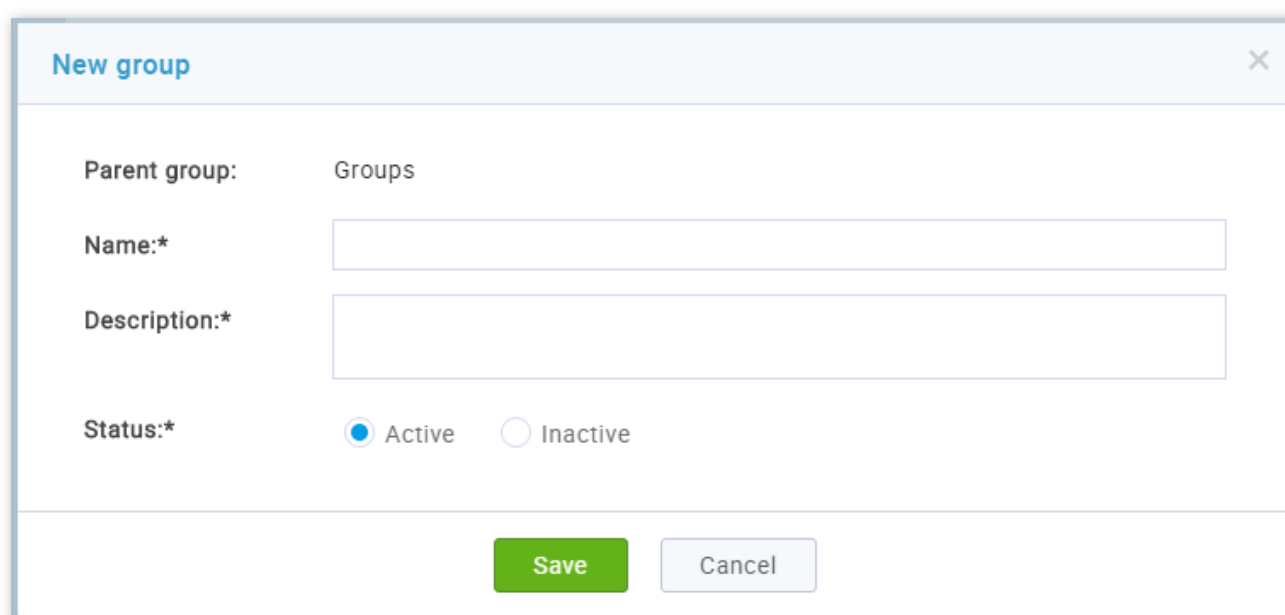 New group
Parent group: Groups
Name:*
Description:*
Status:* Active Inactive
Save Cancel